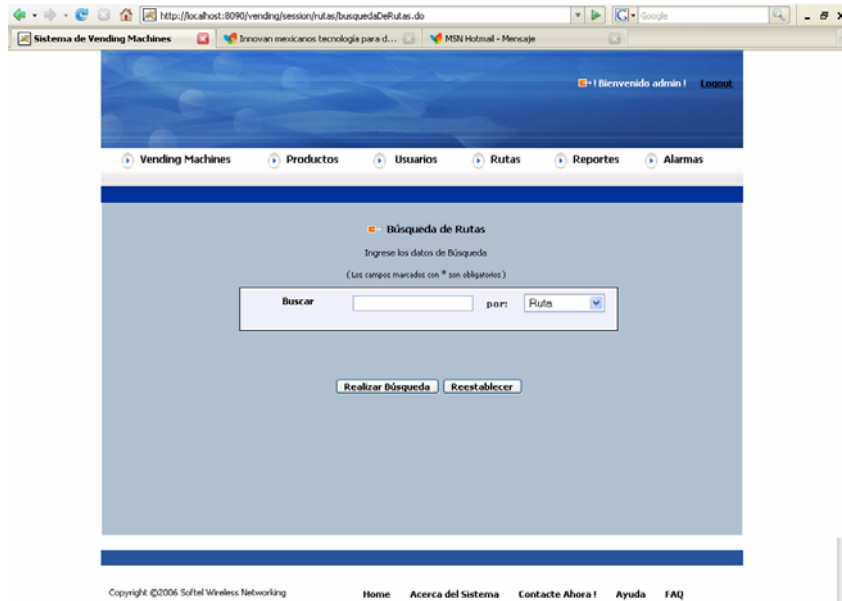 http://localhost:8090/vending/session/rutas/busquedaDeRutas.do
Google
Sistema de Vending Machines
Innovan mexicanos tecnología para d...
MSN Hotmail - Mensaje
! Bienvenido admin ! Logout
Vending Machines Productos Usuarios Rutas Reportes Alarmas
Búsqueda de Rutas
Ingrese los datos de Búsqueda
( Los campos marcados con * son obligatorios )
Buscar por: Ruta
Realizar Búsqueda Reestablecer
Copyright ©2006 Softel Wireless Networking
Home Acerca del Sistema Contacte Ahora ! Ayuda FAQ